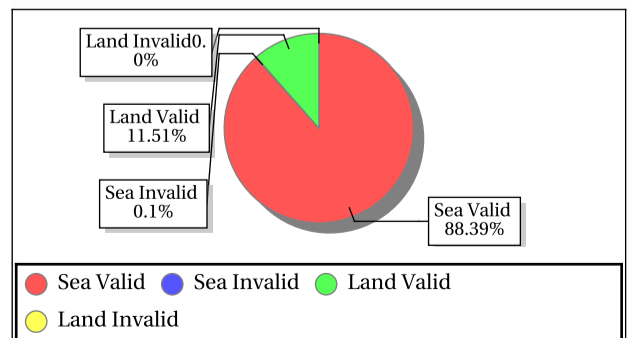 Land Invalid0.
0%
Land Valid
11.51%
Sea Invalid
0.1%
Sea Valid
88.39%
Sea Valid Sea Invalid Land Valid
Land Invalid